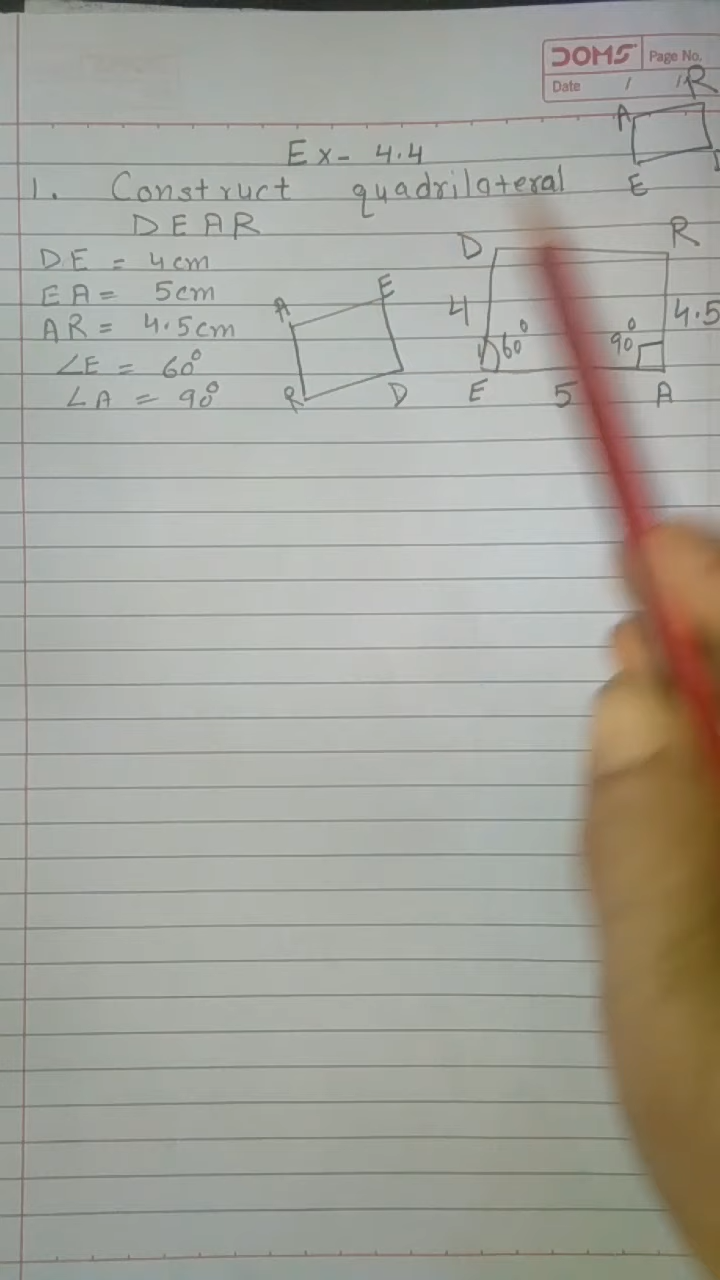 DOMS Page No.
Date / /
R
A
E
Ex- 4.4
1. Construct quadrilateral
DEAR
DE = 4cm
EA = 5cm
AR = 4.5cm
∠E = 60°
∠A = 90°
A E
R D
D R
4 4.5
60° 90°
E 5 A